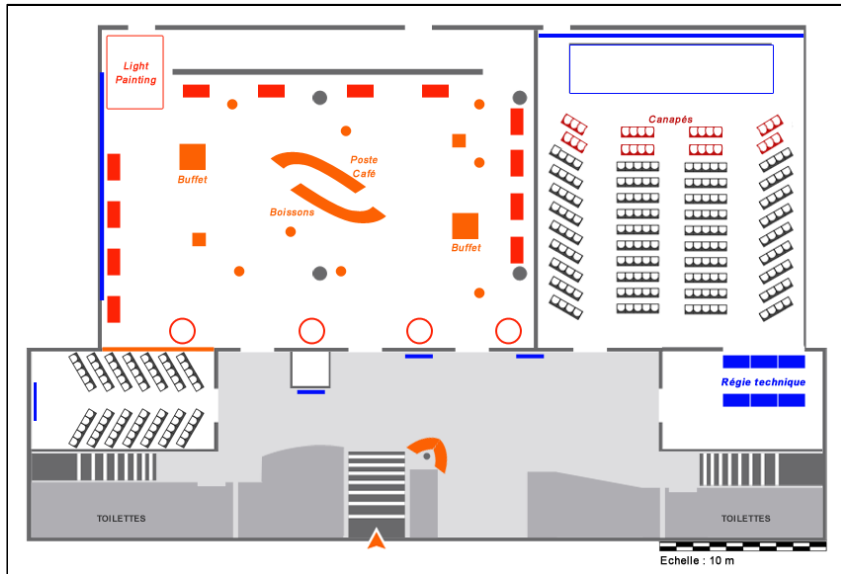 Light
Painting
Canapés
Poste
Café
Buffet
Boissons
Buffet
Régie technique
TOILETTES
TOILETTES
Echelle : 10 m